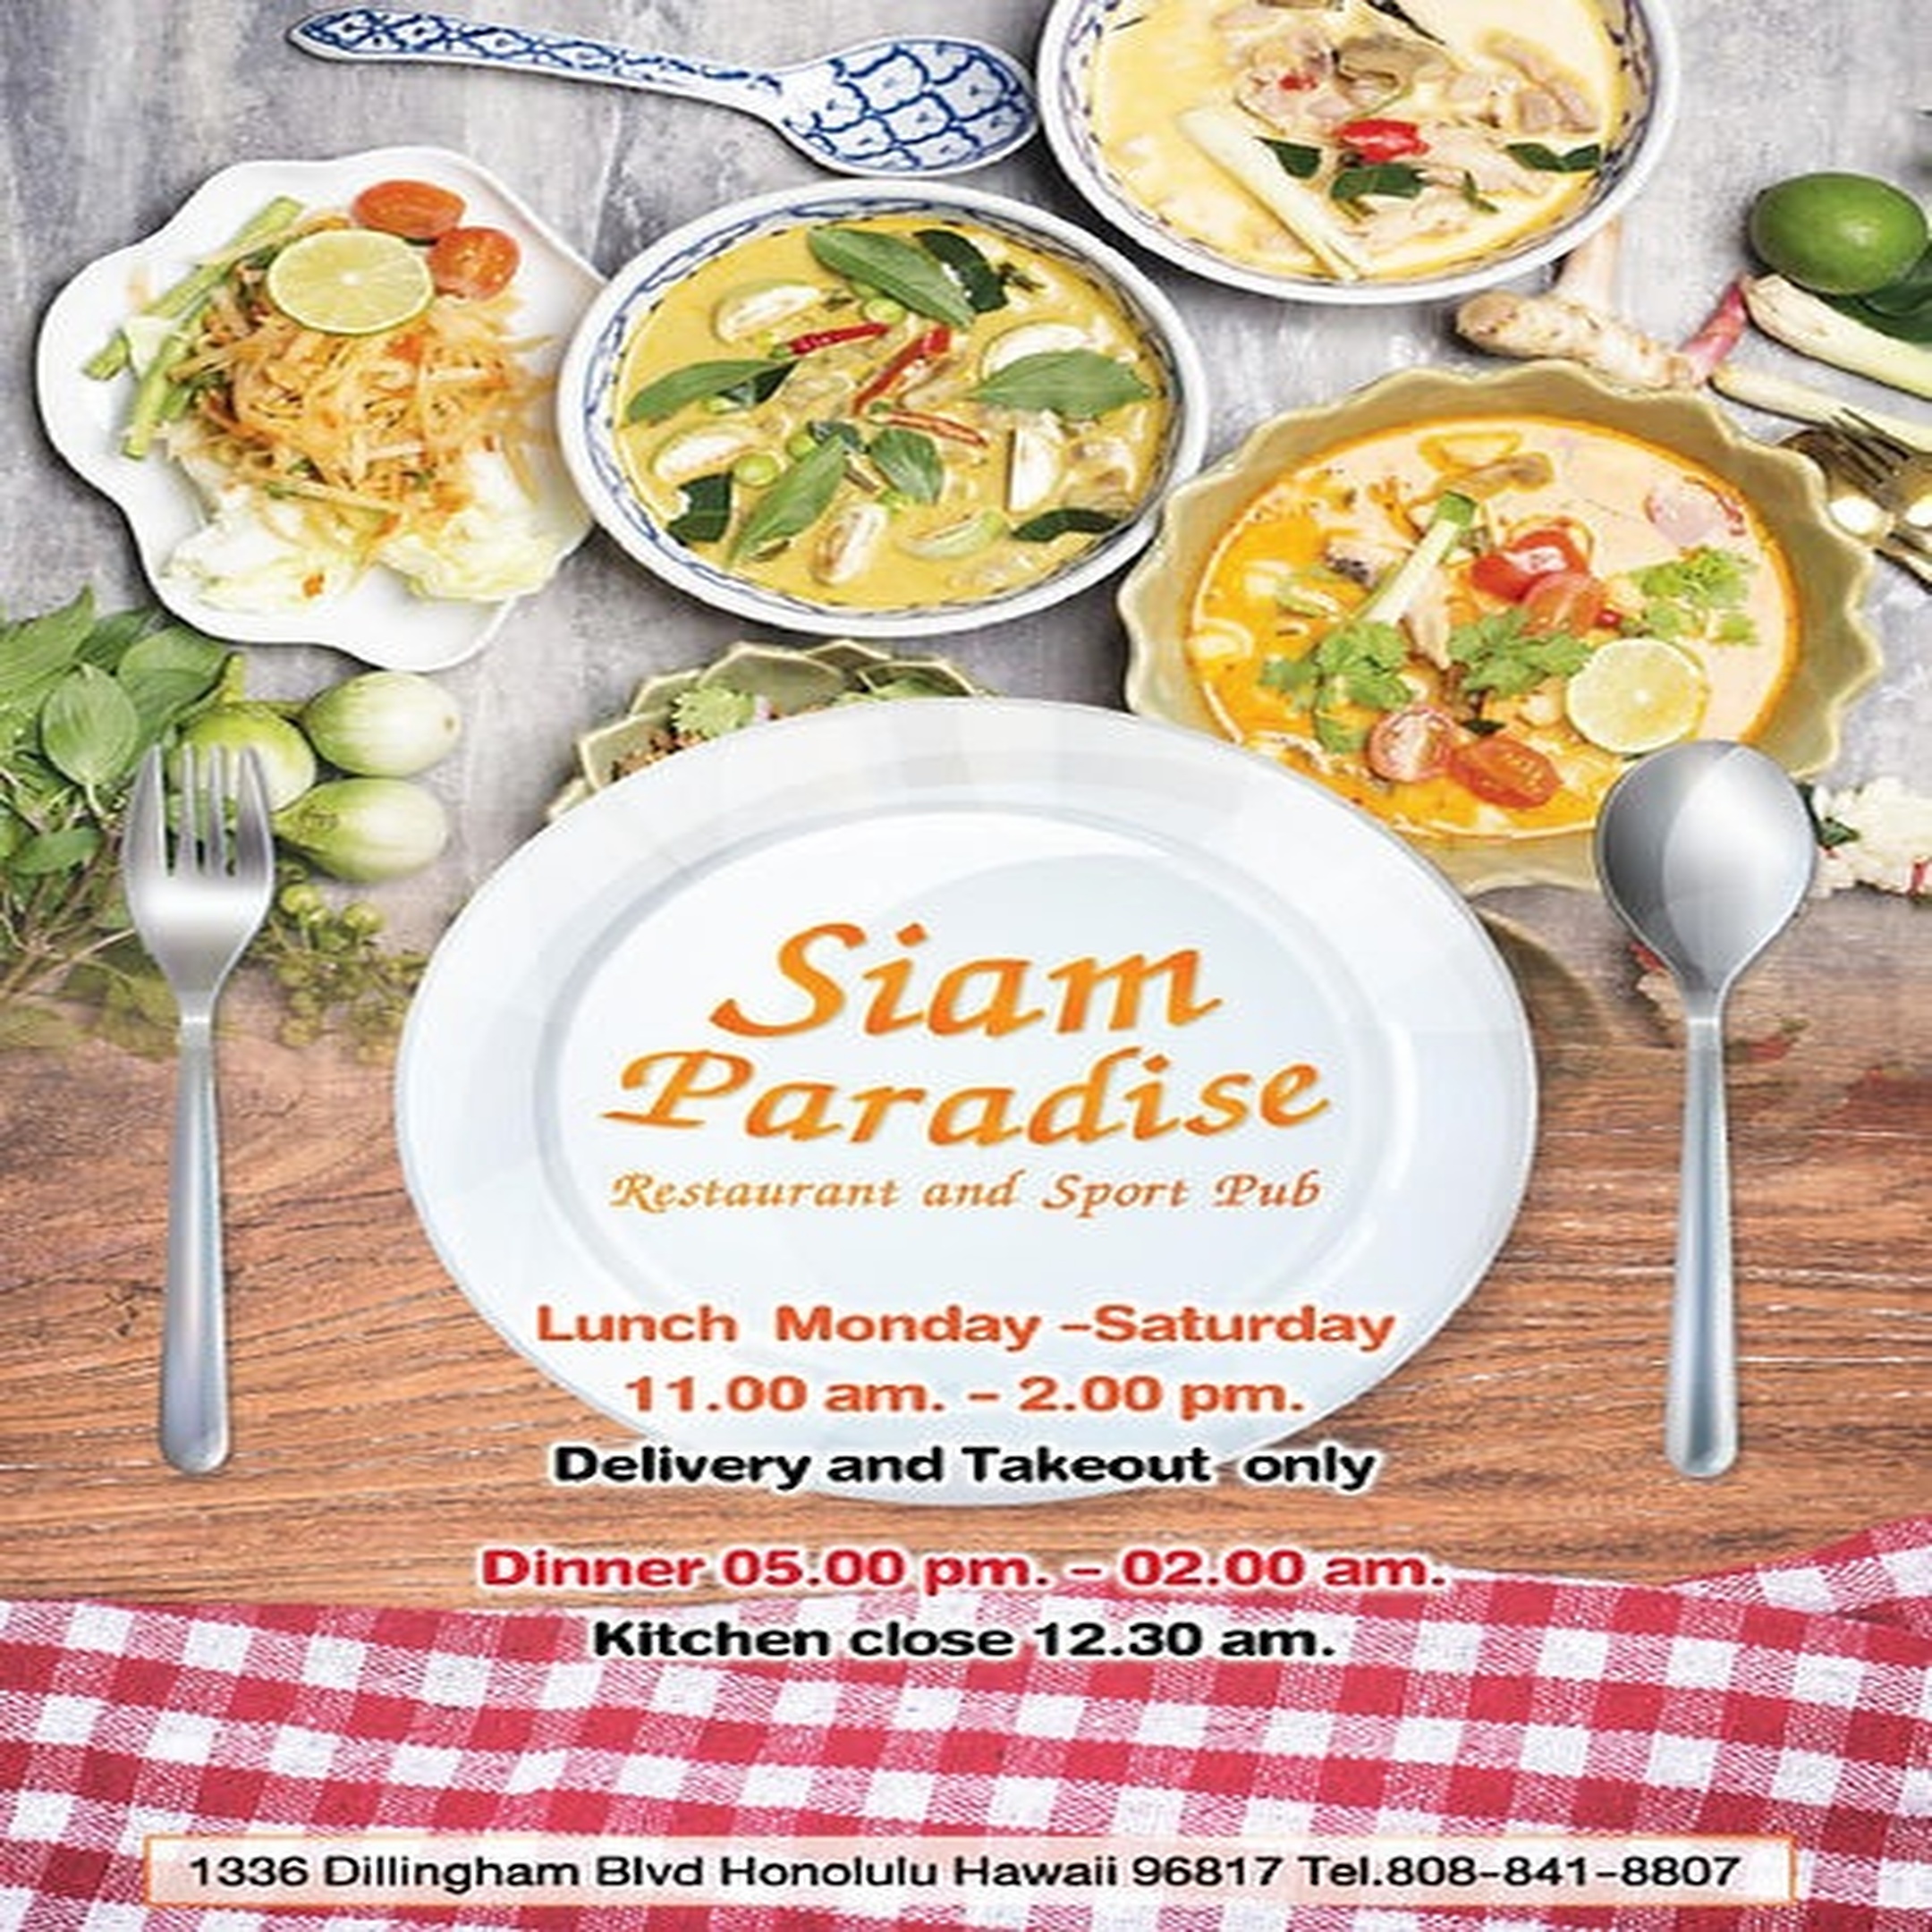 Siam
Paradise
Restaurant and Sport Pub
Lunch Monday -Saturday
11.00 am. - 2.00 pm.
Delivery and Takeout only
Dinner 05.00 pm. - 02.00 am.
Kitchen close 12.30 am.
1336 Dillingham Blvd Honolulu Hawaii 96817 Tel.808-841-8807